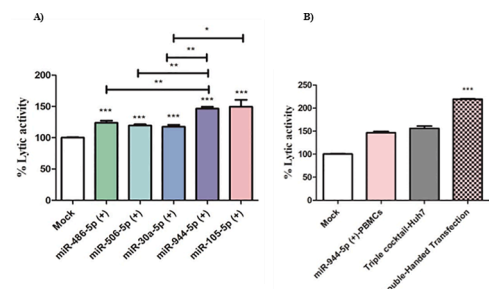 A)
*
**
**
**
200
150
100
50
0
% Lytic activity
***
***
***
***
***
Mock
miR-486-5p (+)
miR-506-5p (+)
miR-30a-5p (+)
miR-944-5p (+)
miR-105-5p (+)
B)
250
200
150
100
50
0
% Lytic activity
***
Mock
miR-944-5p (+)-PBMCs
Triple cocktail-Huh7
ouble-Handed Transfection